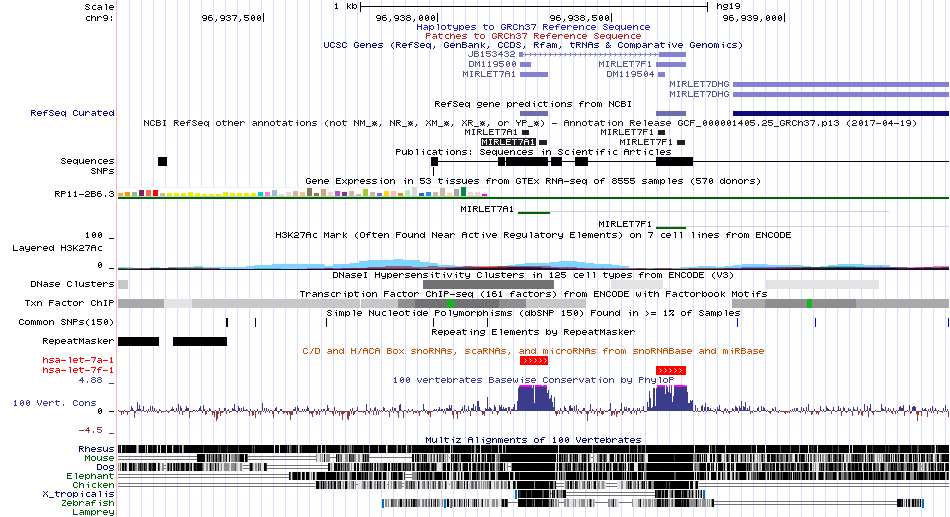 Scale 1 kb hg19
chr9: 96,937,500 96,938,000 96,938,500 96,939,000
Haplotypes to GRCh37 Reference Sequence
Patches to GRCh37 Reference Sequence
UCSC Genes (RefSeq, GenBank, CCDS, Rfam, tRNAs & Comparative Genomics)
JB153432
DM119500 MIRLET7F1
MIRLET7A1 DM119504
MIRLET7DHG
MIRLET7DHG
RefSeq gene predictions from NCBI
RefSeq Curated
NCBI RefSeq other annotations (not NM_*, NR_*, XM_*, XR_*, or YP_*) - Annotation Release GCF_000001405.25_GRCh37.p13 (2017-04-19)
MIRLET7A1 MIRLET7F1
MIRLET7A1 MIRLET7F1
Publications: Sequences in Scientific Articles
Sequences
SNPs
Gene Expression in 53 tissues from GTEx RNA-seq of 8555 samples (570 donors)
RP11-2B6.3
MIRLET7A1
MIRLET7F1
H3K27Ac Mark (Often Found Near Active Regulatory Elements) on 7 cell lines from ENCODE
100 _
Layered H3K27Ac
0 _
DNaseI Hypersensitivity Clusters in 125 cell types from ENCODE (V3)
DNase Clusters
Transcription Factor ChIP-seq (161 factors) from ENCODE with Factorbook Motifs
Txn Factor ChIP
Simple Nucleotide Polymorphisms (dbSNP 150) Found in >= 1% of Samples
Common SNPs(150)
Repeating Elements by RepeatMasker
RepeatMasker
C/D and H/ACA Box snoRNAs, scaRNAs, and microRNAs from snoRNABase and miRBase
hsa-let-7a-1
hsa-let-7f-1
100 vertebrates Basewise Conservation by PhyloP
4.88 _
100 Vert. Cons
0 _
-4.5 _
Multiz Alignments of 100 Vertebrates
Rhesus
Mouse
Dog
Elephant
Chicken
X_tropicalis
Zebrafish
Lamprey